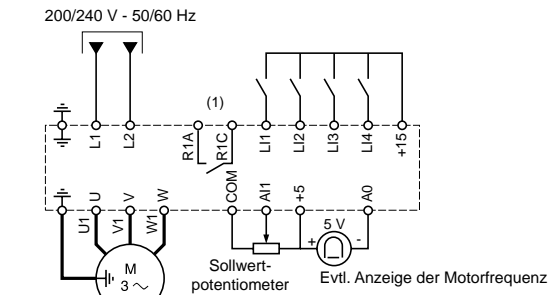 200/240 V - 50/60 Hz
(1)
L1
L2
R1A
R1C
LI1
LI2
LI3
LI4
+15
U
V
W
COM
AI1
+5
A0
U1
V1
W1
5 V
+
-
M
3 ~
Sollwert-
potentiometer
Evtl. Anzeige der Motorfrequenz